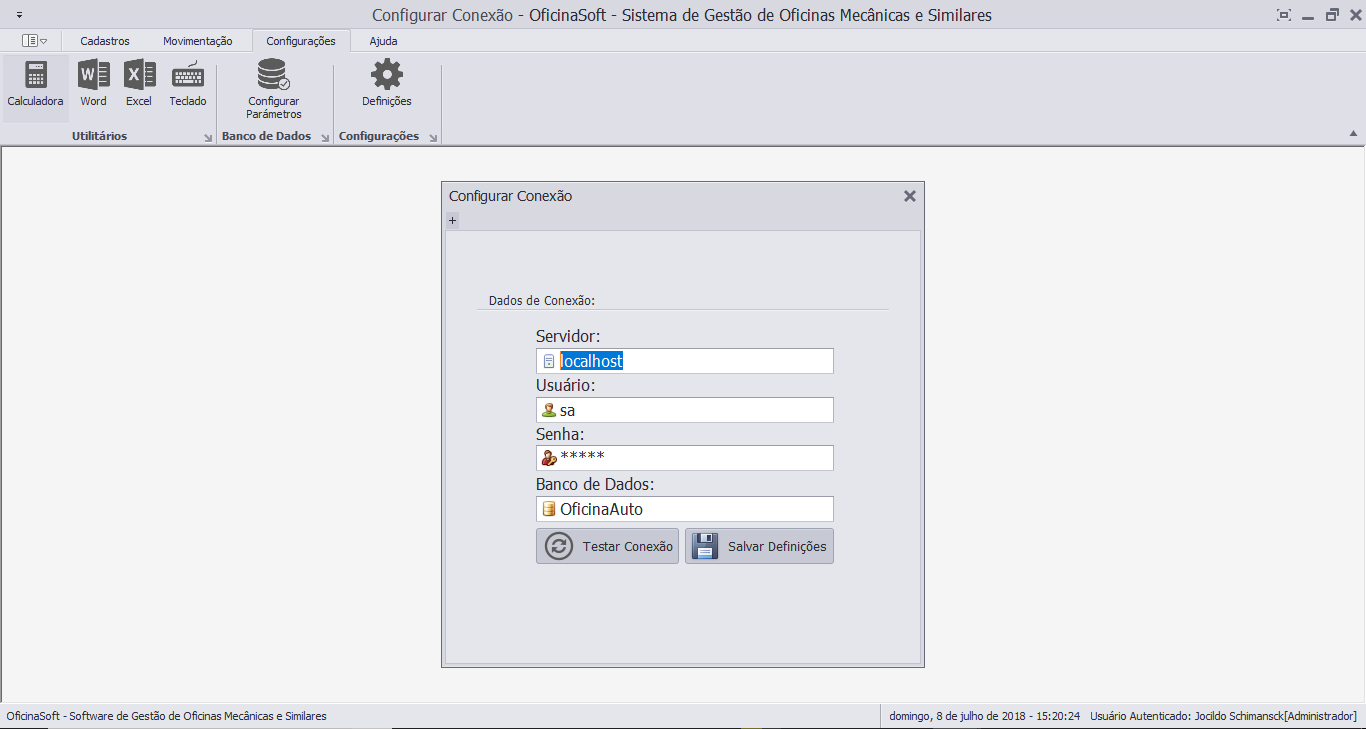 Configurar Conexão - OficinaSoft - Sistema de Gestão de Oficinas Mecânicas e Similares
Cadastros Movimentação Configurações Ajuda
Calculadora Word Excel Teclado Configurar Parâmetros Definições
Utilitários Banco de Dados Configurações
Configurar Conexão
+
Dados de Conexão:
Servidor:
localhost
Usuário:
sa
Senha:
*****
Banco de Dados:
OficinaAuto
Testar Conexão Salvar Definições
OficinaSoft - Software de Gestão de Oficinas Mecânicas e Similares domingo, 8 de julho de 2018 - 15:20:24 Usuário Autenticado: Jocildo Schimansck[Administrador]